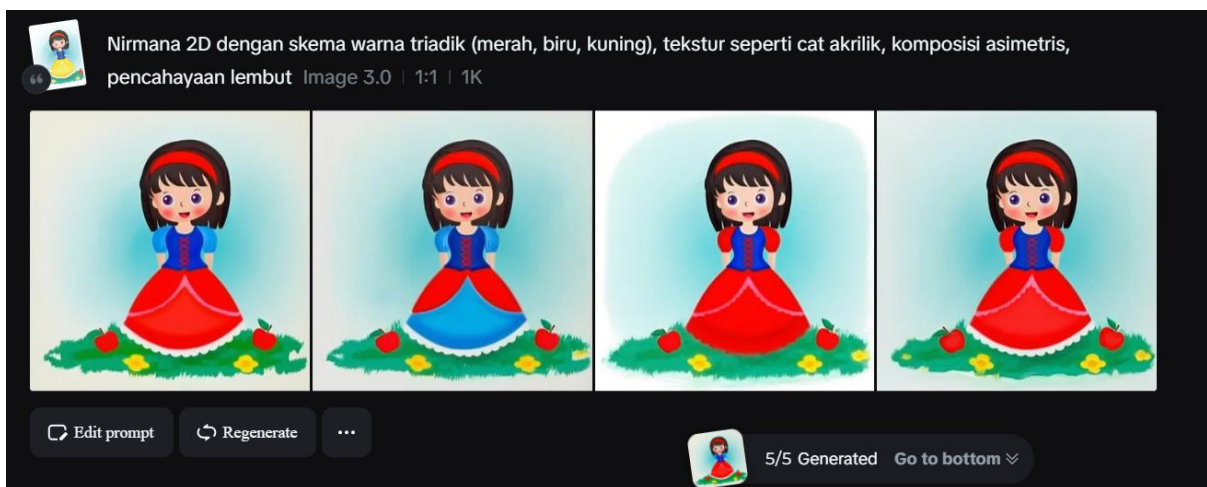 Nirmana 2D dengan skema warna triadik (merah, biru, kuning), tekstur seperti cat akrilik, komposisi asimetris,
pencahayaan lembut Image 3.0 | 1:1 | 1K
Edit prompt Regenerate ...
5/5 Generated Go to bottom